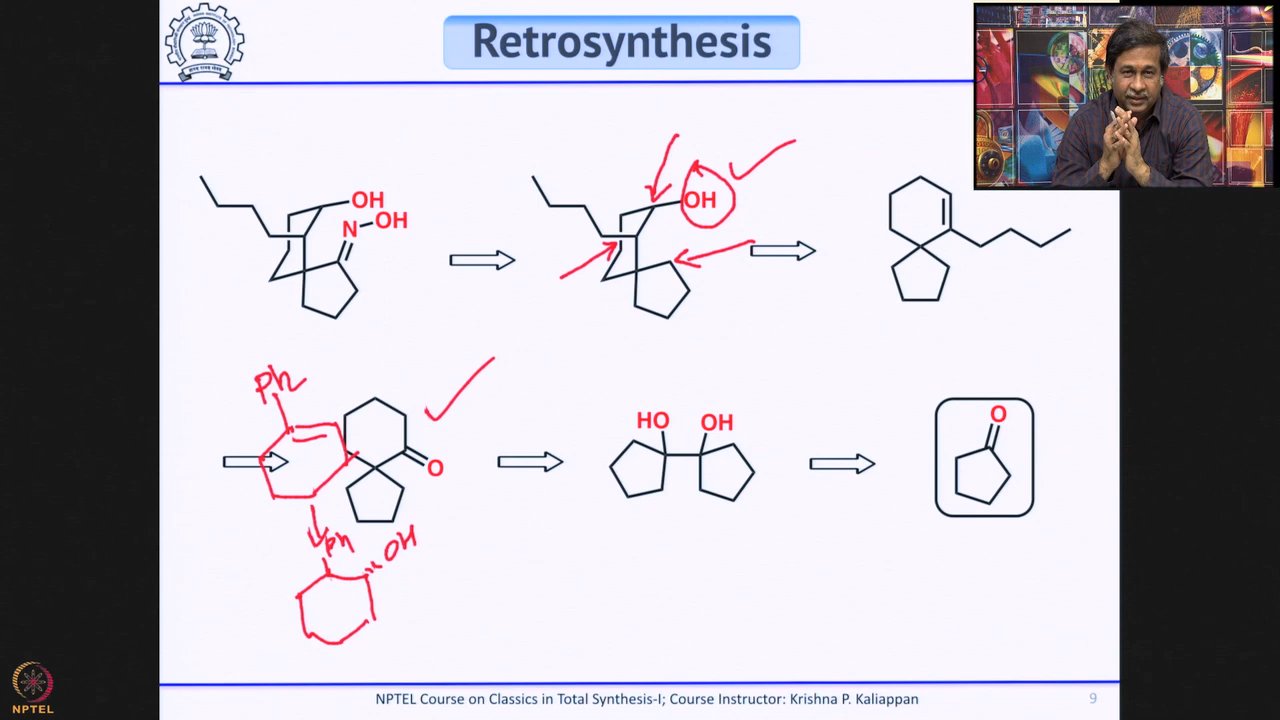 Retrosynthesis
OH
N OH
OH
Ph
O
HO OH
O
Ph OH
NPTEL Course on Classics in Total Synthesis-I; Course Instructor: Krishna P. Kaliappan 9
NPTEL